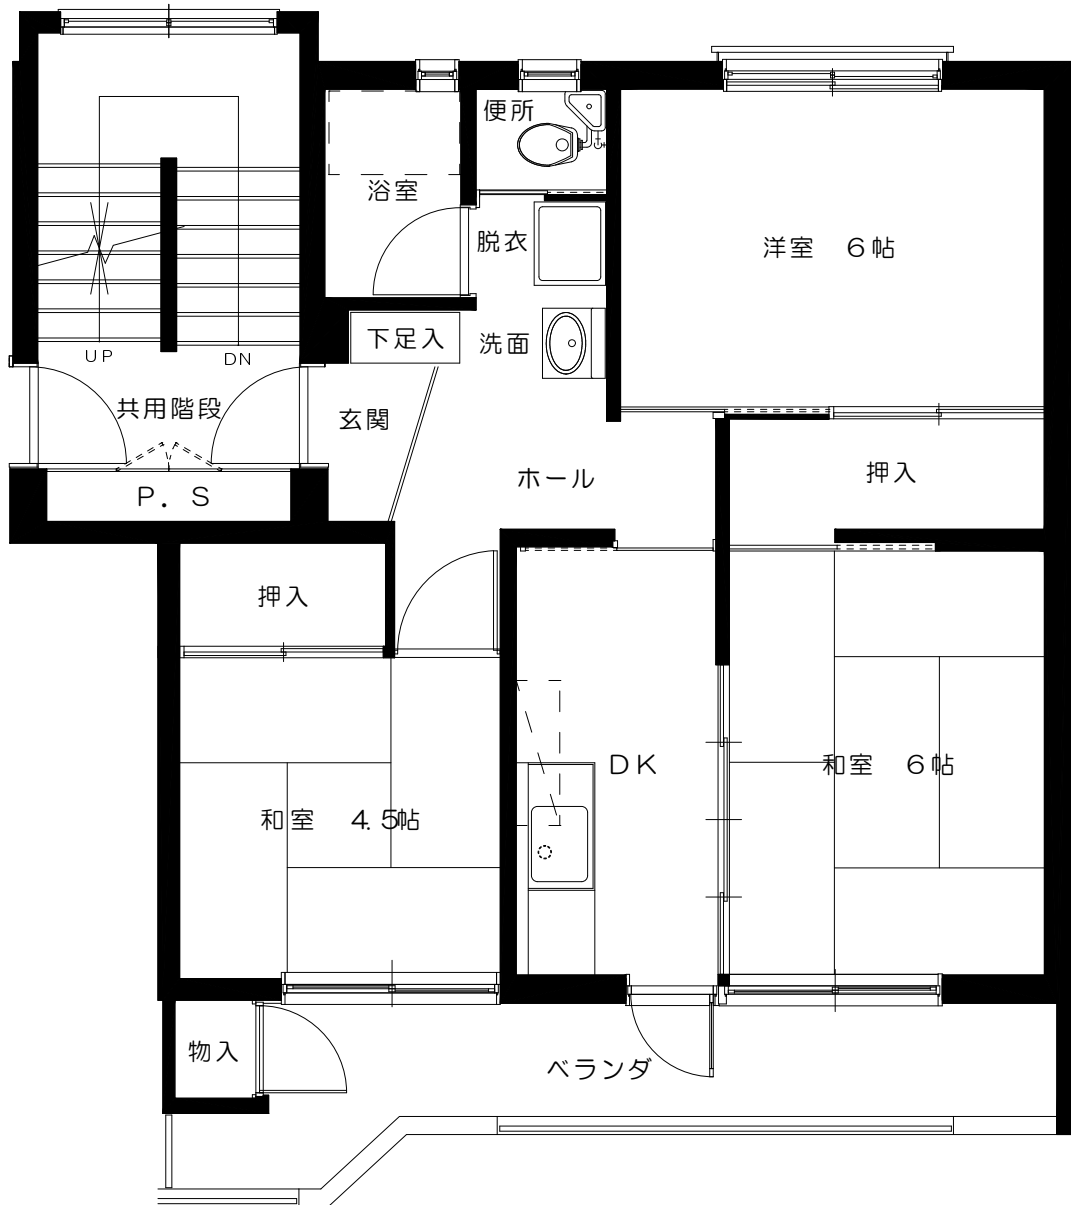 便所
浴室
脱衣
洋室 6帖
下足入
洗面
UP
DN
共用階段
玄関
ホール
押入
P.S
押入
DK
和室 6帖
和室 4.5帖
物入
ベランダ